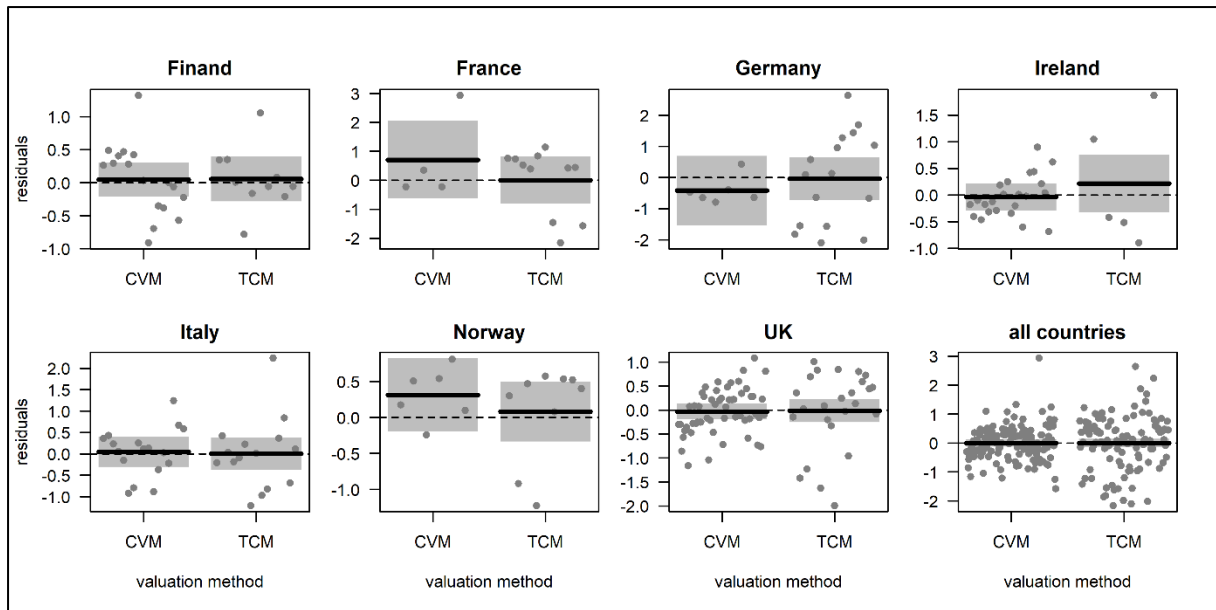 Finand France Germany Ireland
residuals
1.0
0.5
0.0
-0.5
-1.0
CVM TCM
3
2
1
0
-1
-2
CVM TCM
2
1
0
-1
-2
CVM TCM
1.5
1.0
0.5
0.0
-0.5
-1.0
CVM TCM
Italy Norway UK all countries
residuals
2.0
1.5
1.0
0.5
0.0
-0.5
-1.0
CVM TCM
valuation method
0.5
0.0
-0.5
-1.0
CVM TCM
valuation method
1.0
0.5
0.0
-0.5
-1.0
-1.5
-2.0
CVM TCM
valuation method
3
2
1
0
-1
-2
CVM TCM
valuation method